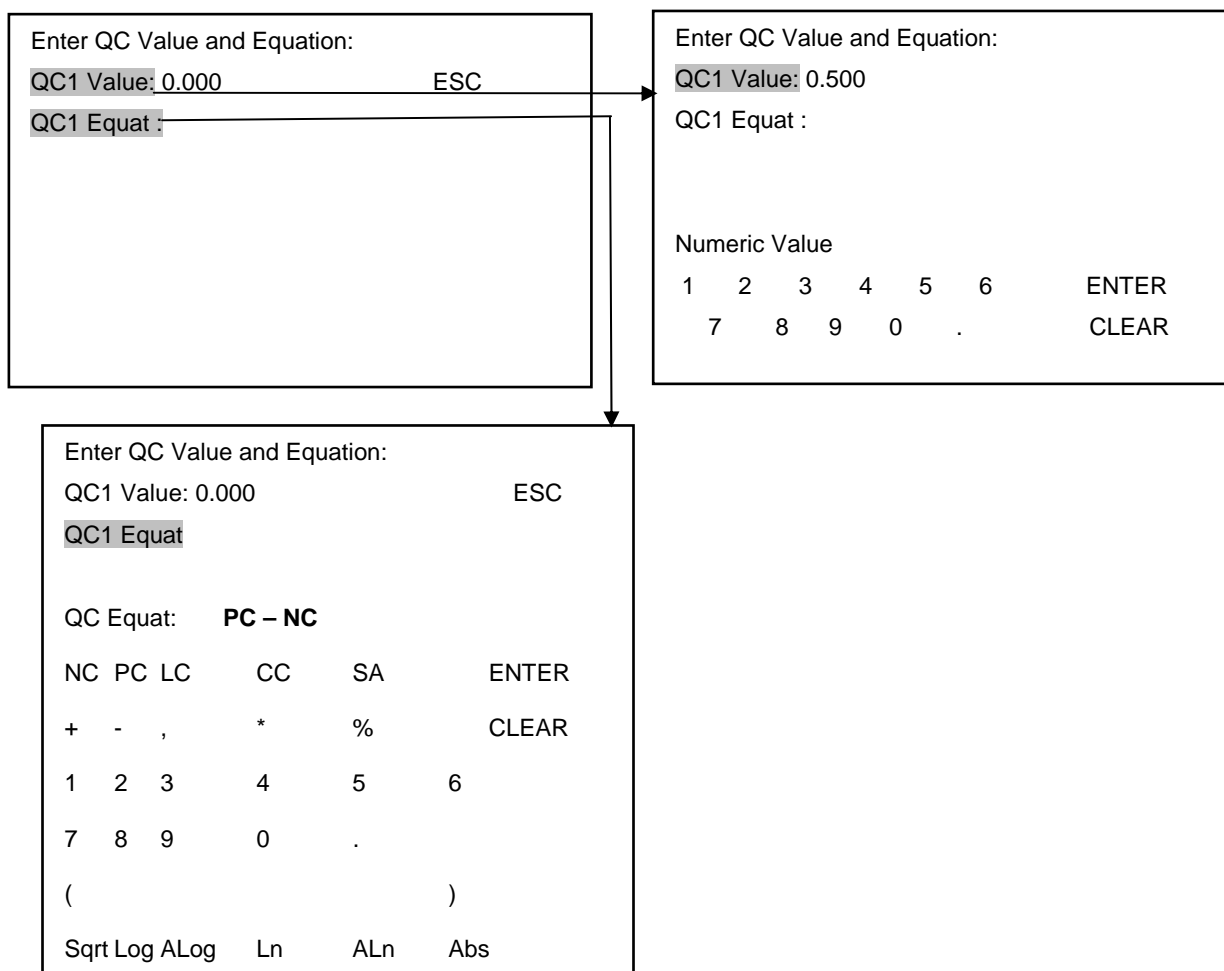 Enter QC Value and Equation:
QC1 Value: 0.000 ESC
QC1 Equat :
Enter QC Value and Equation:
QC1 Value: 0.500
QC1 Equat :
Numeric Value
1 2 3 4 5 6 ENTER
7 8 9 0 . CLEAR
Enter QC Value and Equation:
QC1 Value: 0.000 ESC
QC1 Equat
QC Equat: PC – NC
NC PC LC CC SA ENTER
+ - , * % CLEAR
1 2 3 4 5 6
7 8 9 0 .
( )
Sqrt Log ALog Ln ALn Abs